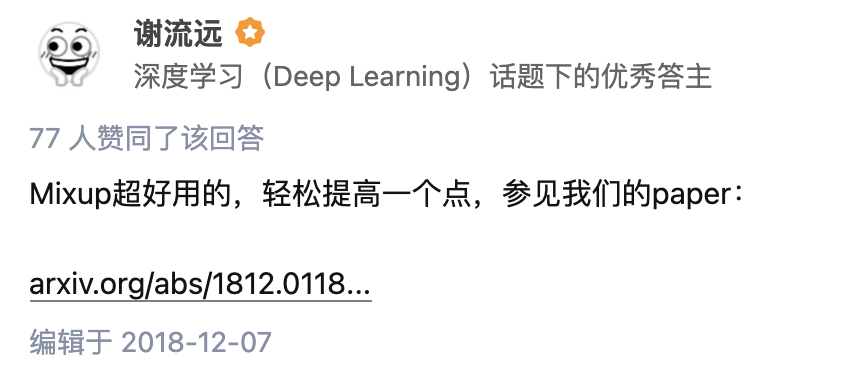 谢流远
深度学习（Deep Learning）话题下的优秀答主
77 人赞同了该回答
Mixup超好用的，轻松提高一个点，参见我们的paper：
arxiv.org/abs/1812.0118...
编辑于 2018-12-07